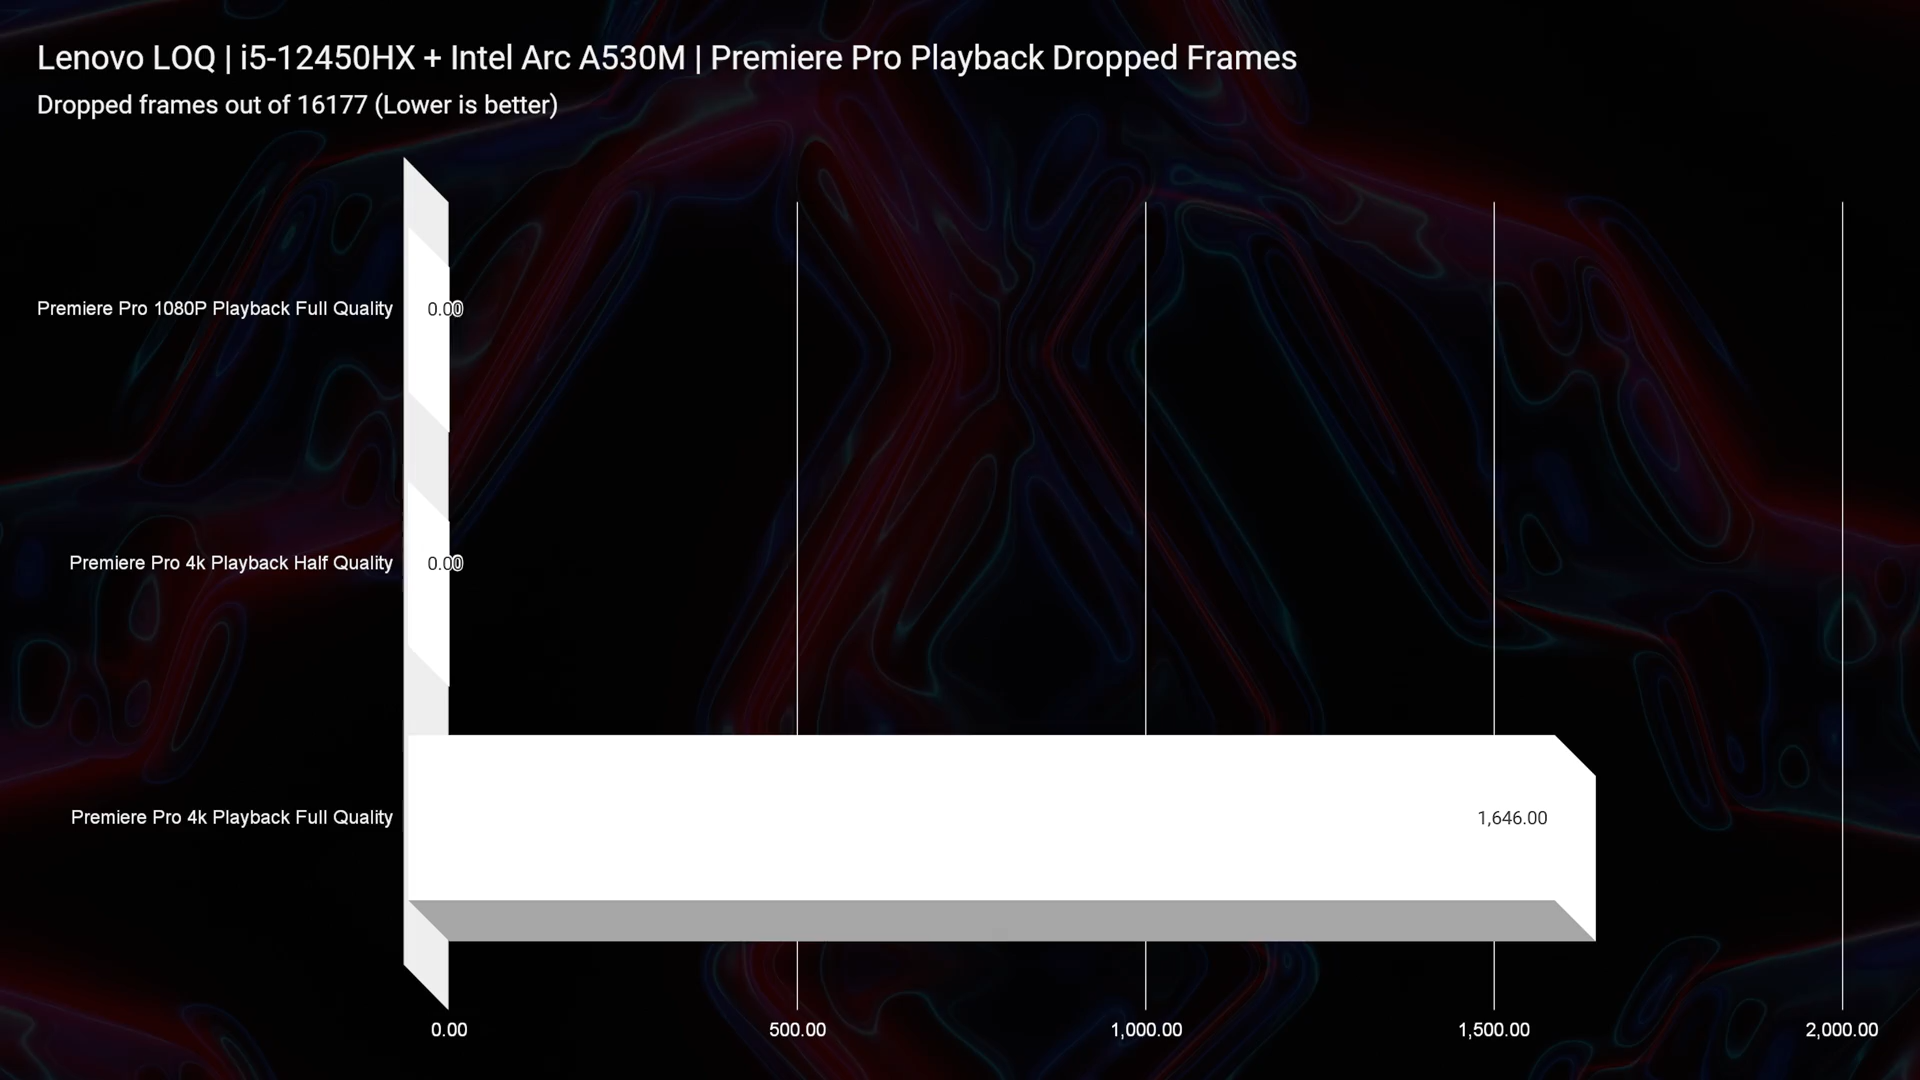 Lenovo LOQ | i5-12450HX + Intel Arc A530M | Premiere Pro Playback Dropped Frames
Dropped frames out of 16177 (Lower is better)
Premiere Pro 1080P Playback Full Quality
0.00
Premiere Pro 4k Playback Half Quality
0.00
Premiere Pro 4k Playback Full Quality
1,646.00
0.00 500.00 1,000.00 1,500.00 2,000.00